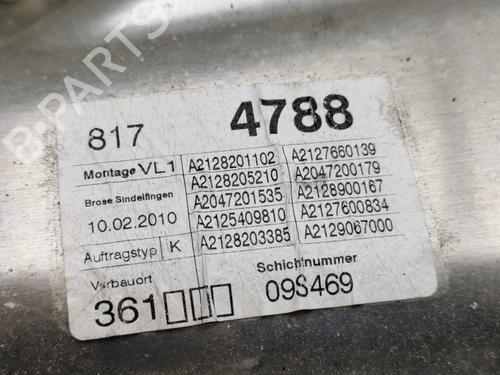 817 4788
Montage VL1 A2128201102 A2127660139
A2128205210 A2047200179
Brose Sindelfingen A2047201535 A2128900167
10.02.2010 A2125409810 A2127600834
Auftragstyp K A2128203385 A2129067000
Verbauort Schichtnummer
361 09S469
B-PARTS